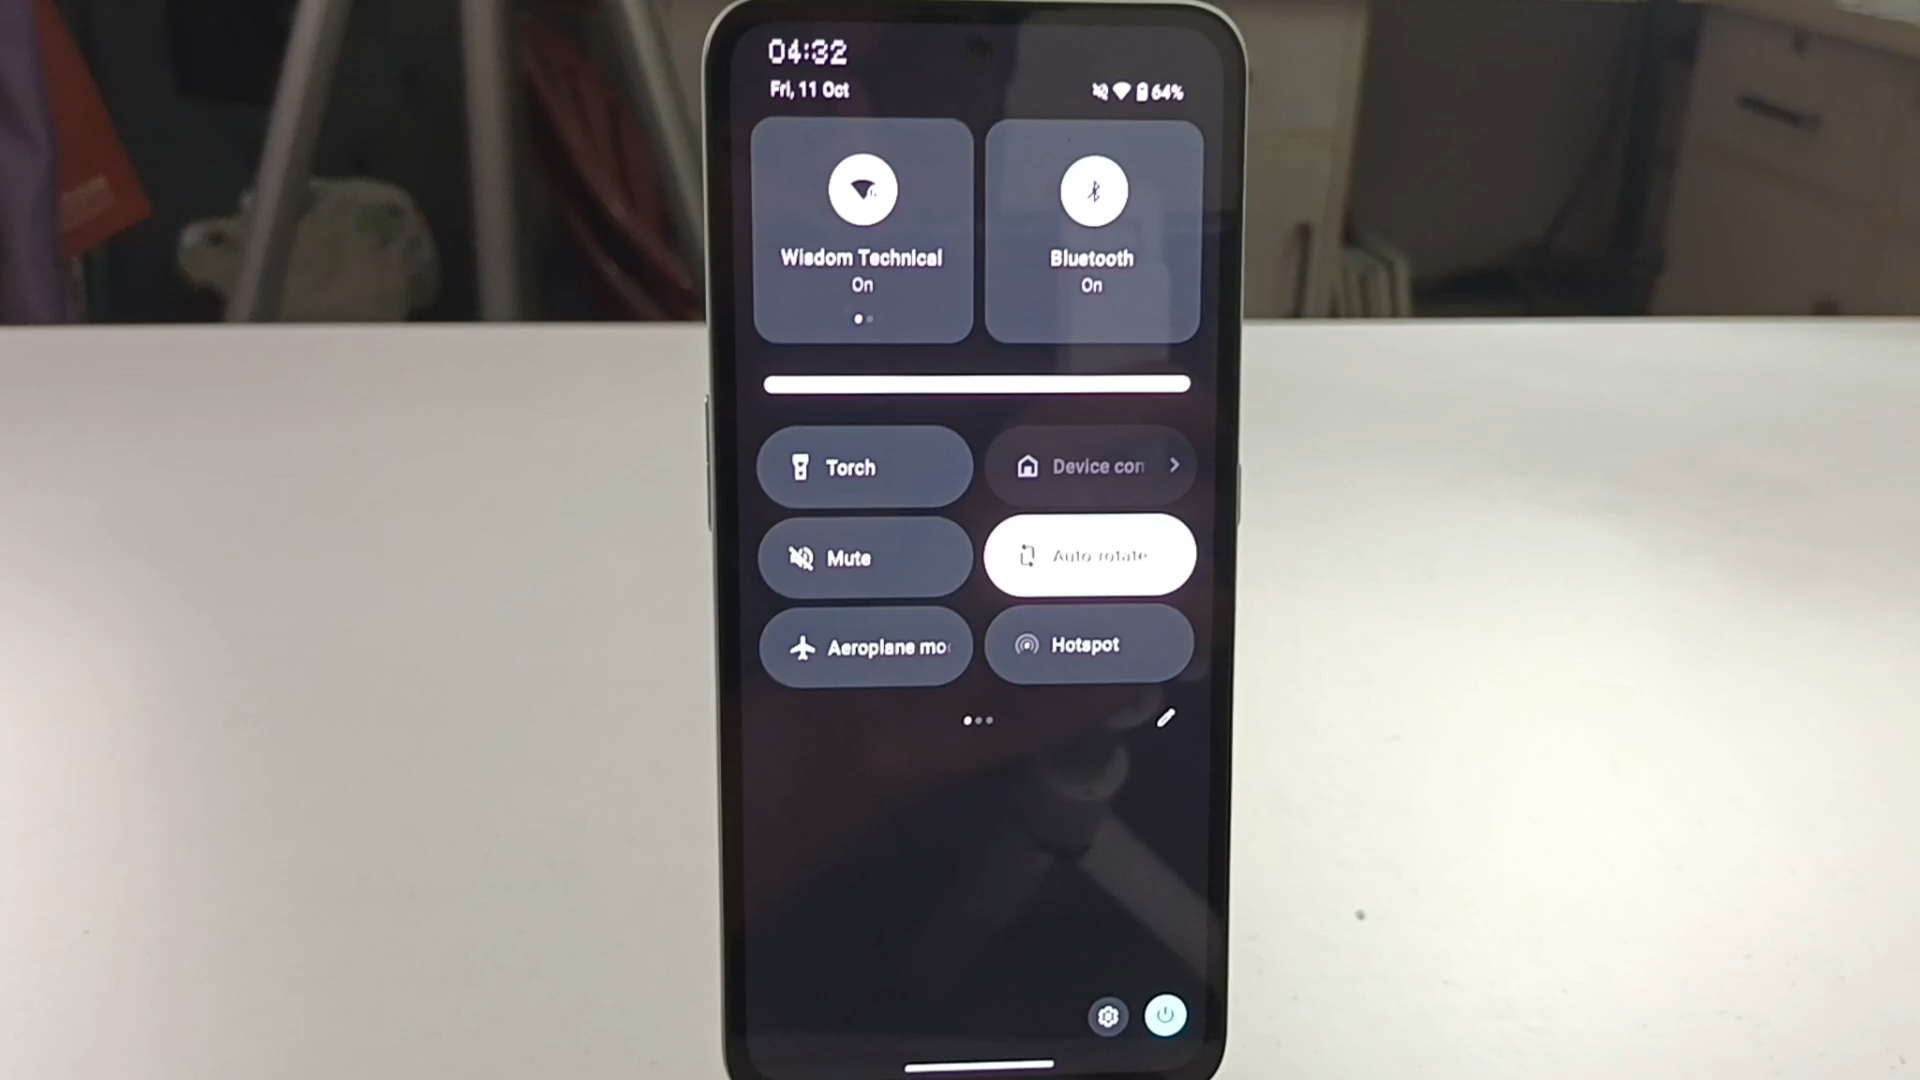 04:32
Fri, 11 Oct
64%
Wisdom Technical
On
Bluetooth
On
Torch
Device con
Mute
Auto rotate
Aeroplane mo
Hotspot